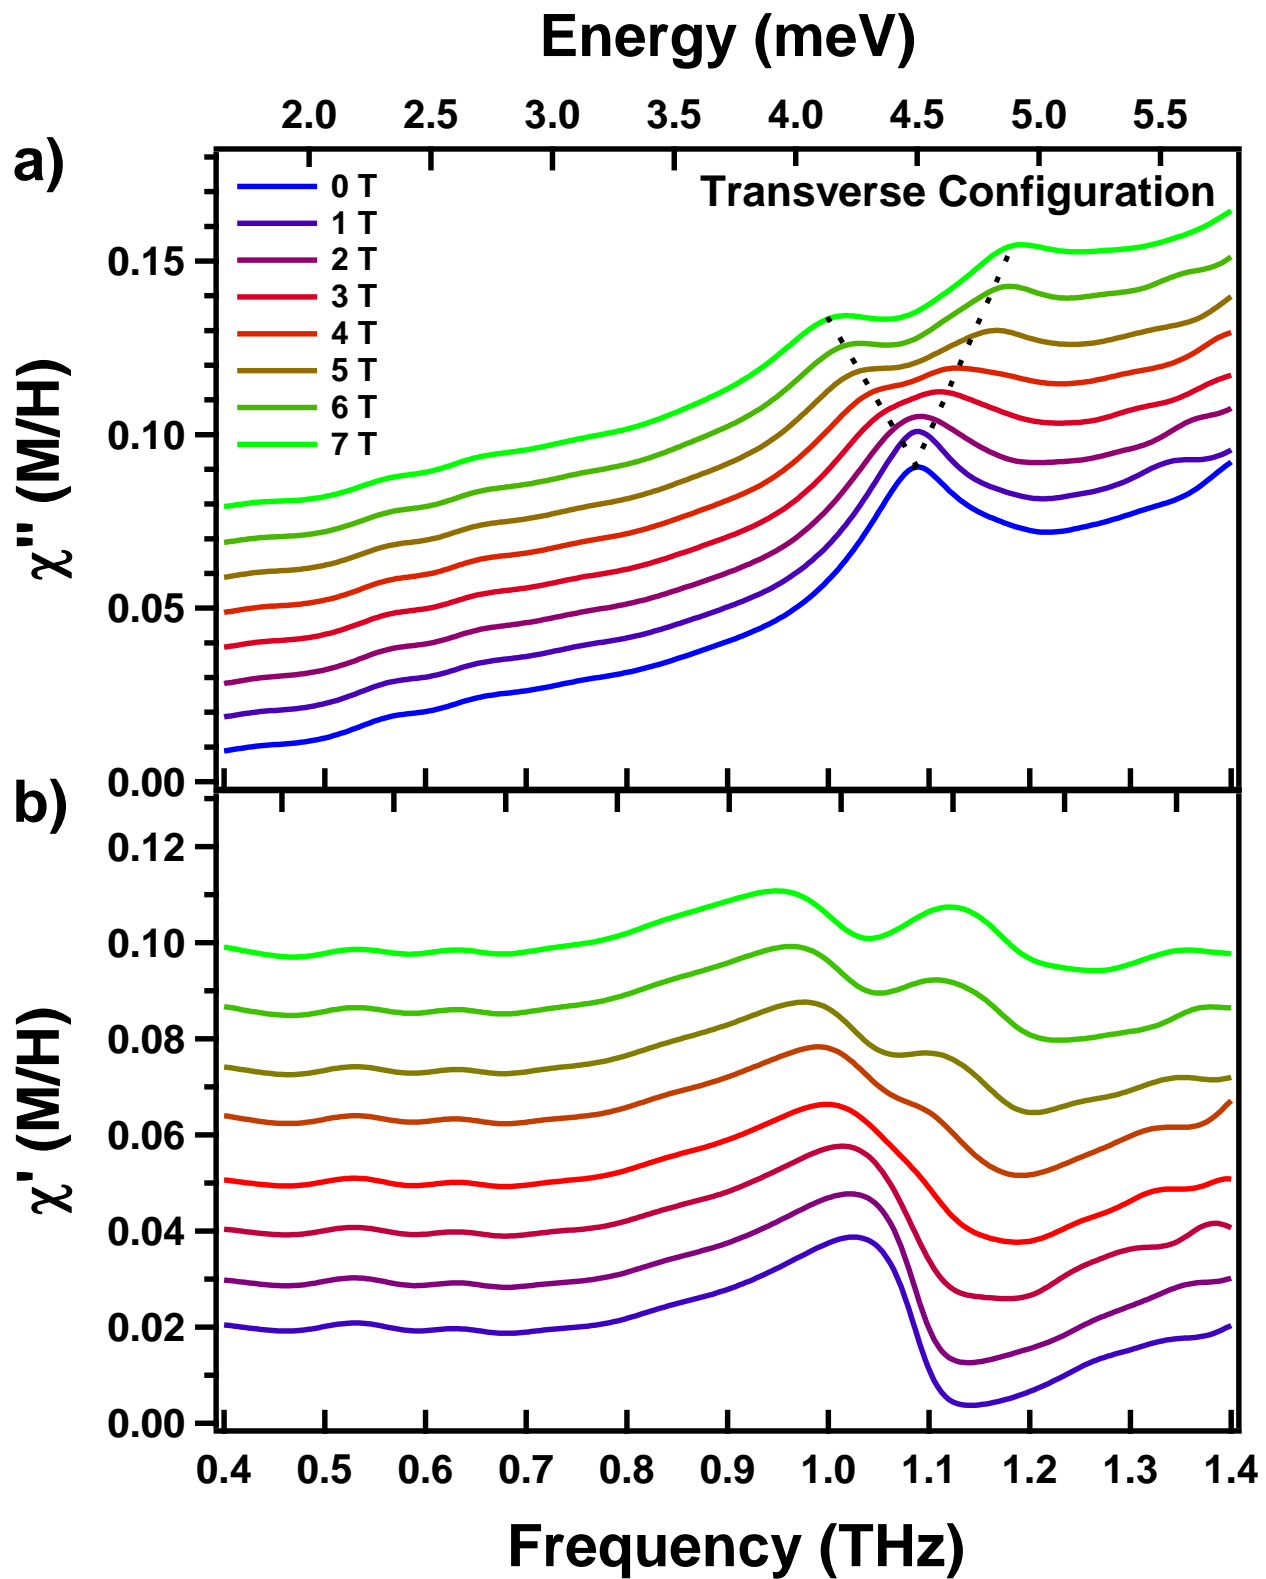 Energy (meV)
2.0 2.5 3.0 3.5 4.0 4.5 5.0 5.5
a)
Transverse Configuration
0 T
1 T
2 T
3 T
4 T
5 T
6 T
7 T
0.15
0.10
0.05
0.00
χ'' (M/H)
b)
0.12
0.10
0.08
0.06
0.04
0.02
0.00
χ' (M/H)
0.4 0.5 0.6 0.7 0.8 0.9 1.0 1.1 1.2 1.3 1.4
Frequency (THz)